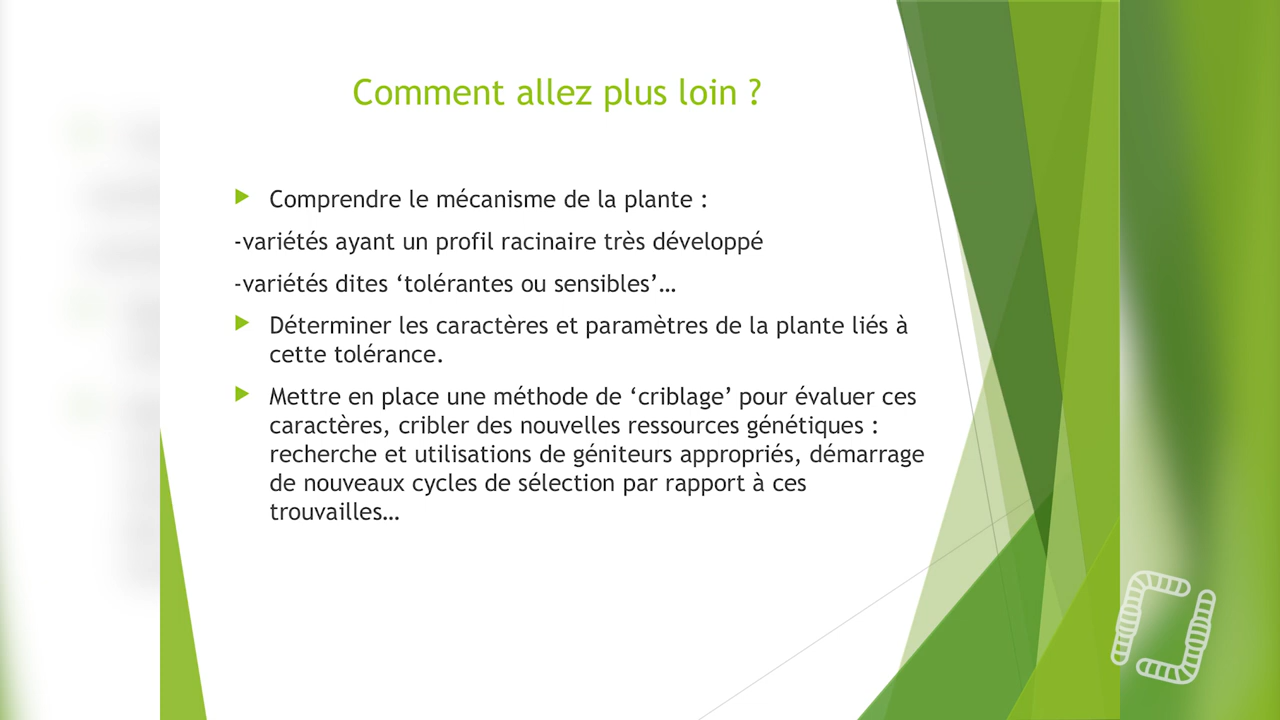 Comment allez plus loin ?
Comprendre le mécanisme de la plante :
-variétés ayant un profil racinaire très développé
-variétés dites ‘tolérantes ou sensibles’…
Déterminer les caractères et paramètres de la plante liés à
cette tolérance.
Mettre en place une méthode de ‘criblage’ pour évaluer ces
caractères, cribler des nouvelles ressources génétiques :
recherche et utilisations de géniteurs appropriés, démarrage
de nouveaux cycles de sélection par rapport à ces
trouvailles…